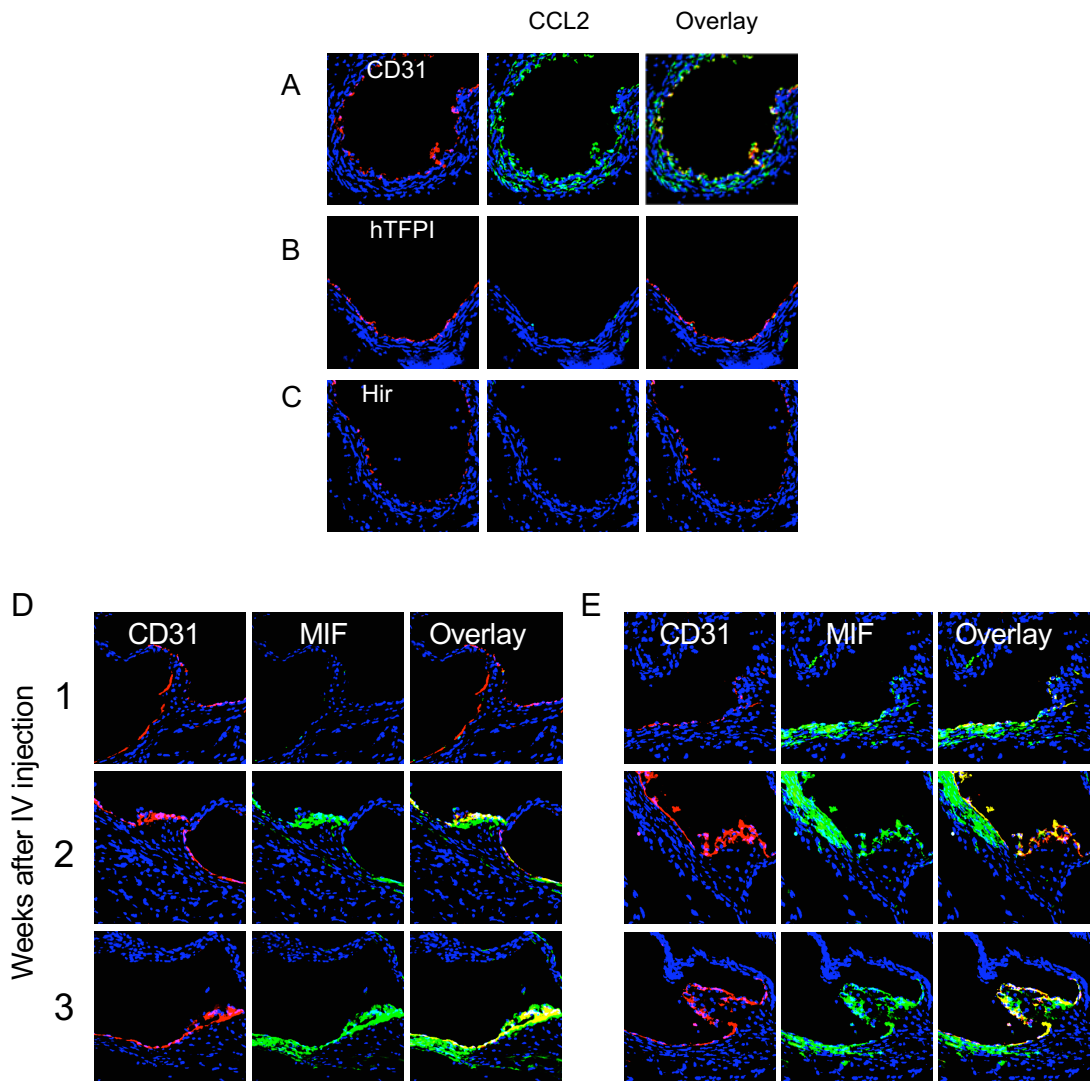 CCL2 Overlay
A CD31
B hTFPI
C Hir
D E
CD31 MIF Overlay CD31 MIF Overlay
Weeks after IV injection
1
2
3